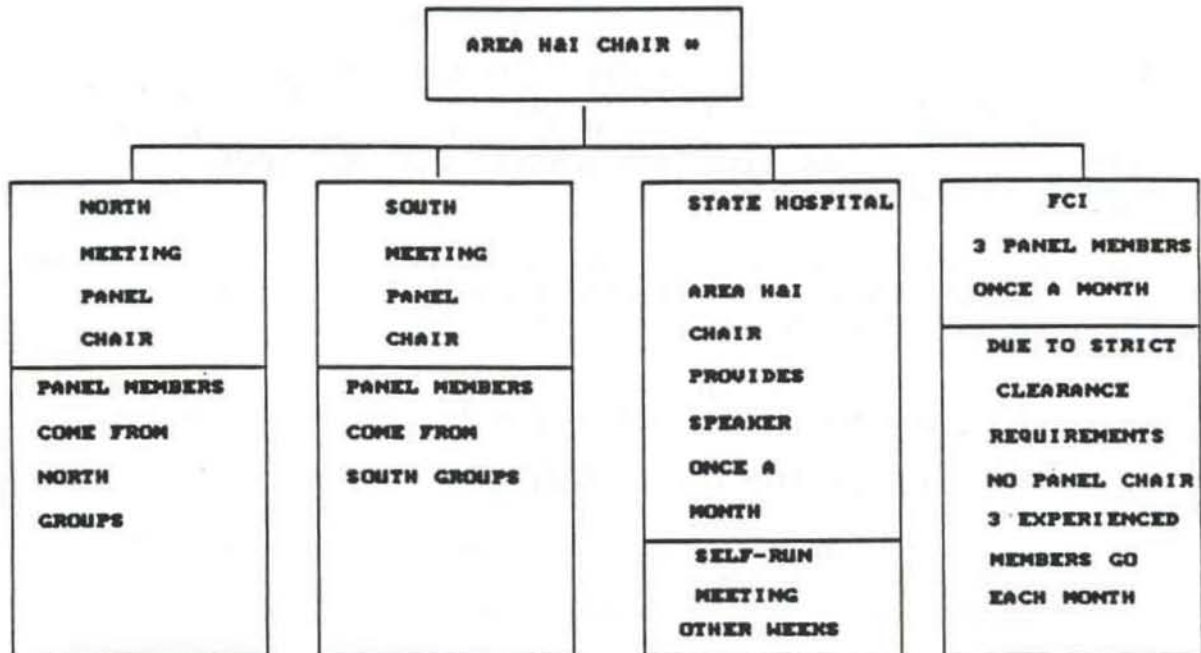 AREA H&I CHAIR *
NORTH
MEETING
PANEL
CHAIR
PANEL MEMBERS
COME FROM
NORTH
GROUPS
SOUTH
MEETING
PANEL
CHAIR
PANEL MEMBERS
COME FROM
SOUTH GROUPS
STATE HOSPITAL
AREA H&I
CHAIR
PROVIDES
SPEAKER
ONCE A
MONTH
SELF-RUN
MEETING
OTHER WEEKS
FCI
3 PANEL MEMBERS
ONCE A MONTH
DUE TO STRICT
CLEARANCE
REQUIREMENTS
NO PANEL CHAIR
3 EXPERIENCED
MEMBERS GO
EACH MONTH